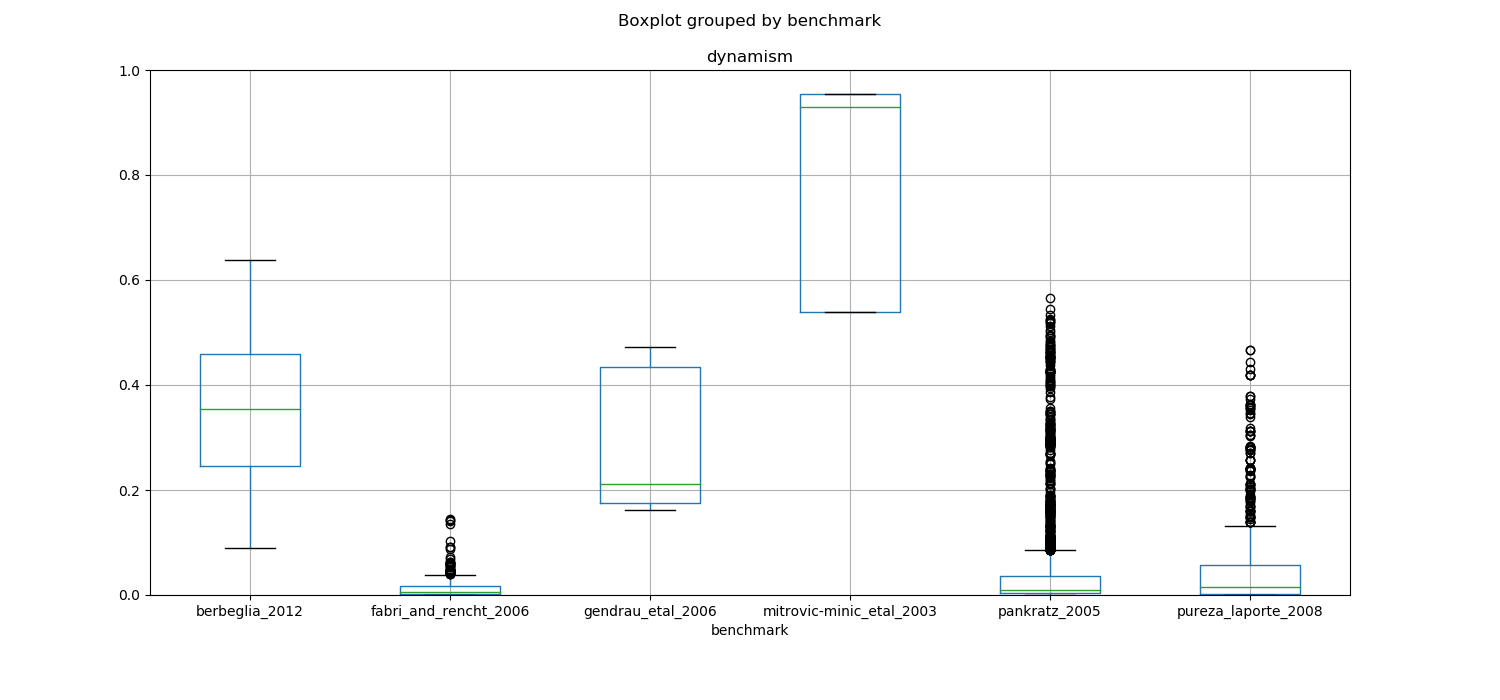 Boxplot grouped by benchmark
dynamism
1.0
0.8
0.6
0.4
0.2
0.0
berbeglia_2012 fabri_and_rencht_2006 gendrau_etal_2006 mitrovic-minic_etal_2003 pankratz_2005 pureza_laporte_2008
benchmark